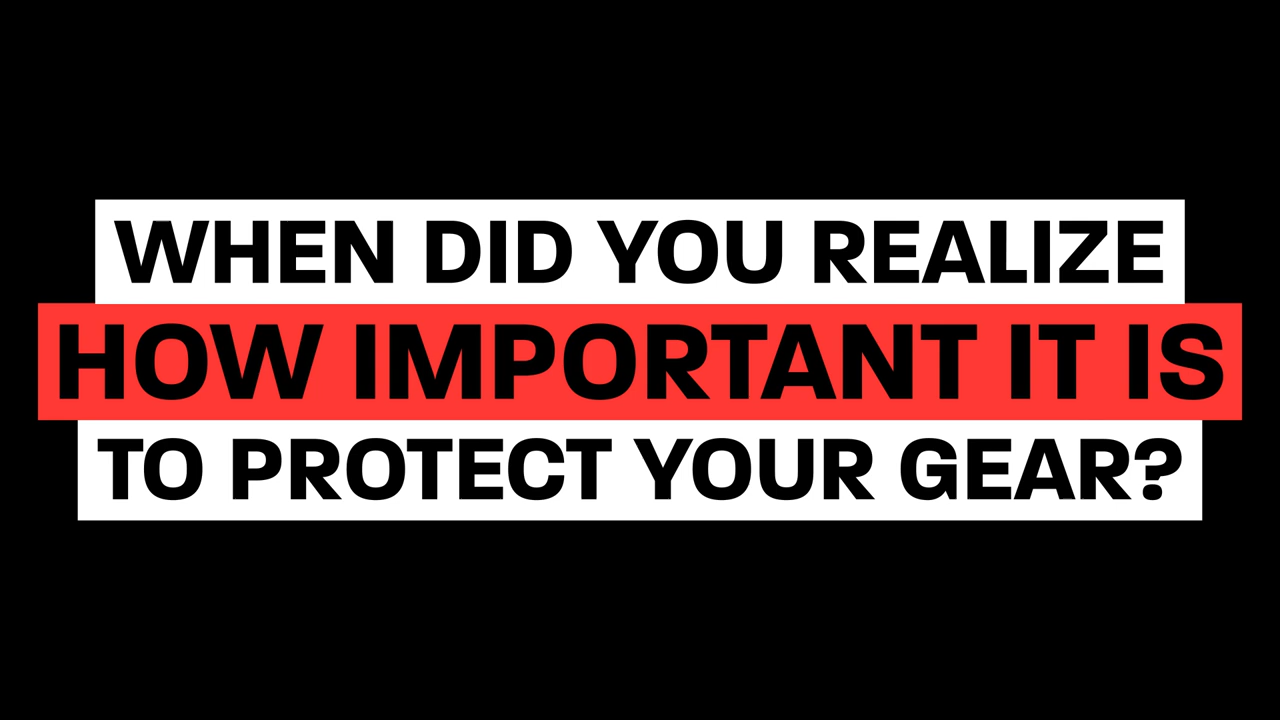 WHEN DID YOU REALIZE
HOW IMPORTANT IT IS
TO PROTECT YOUR GEAR?